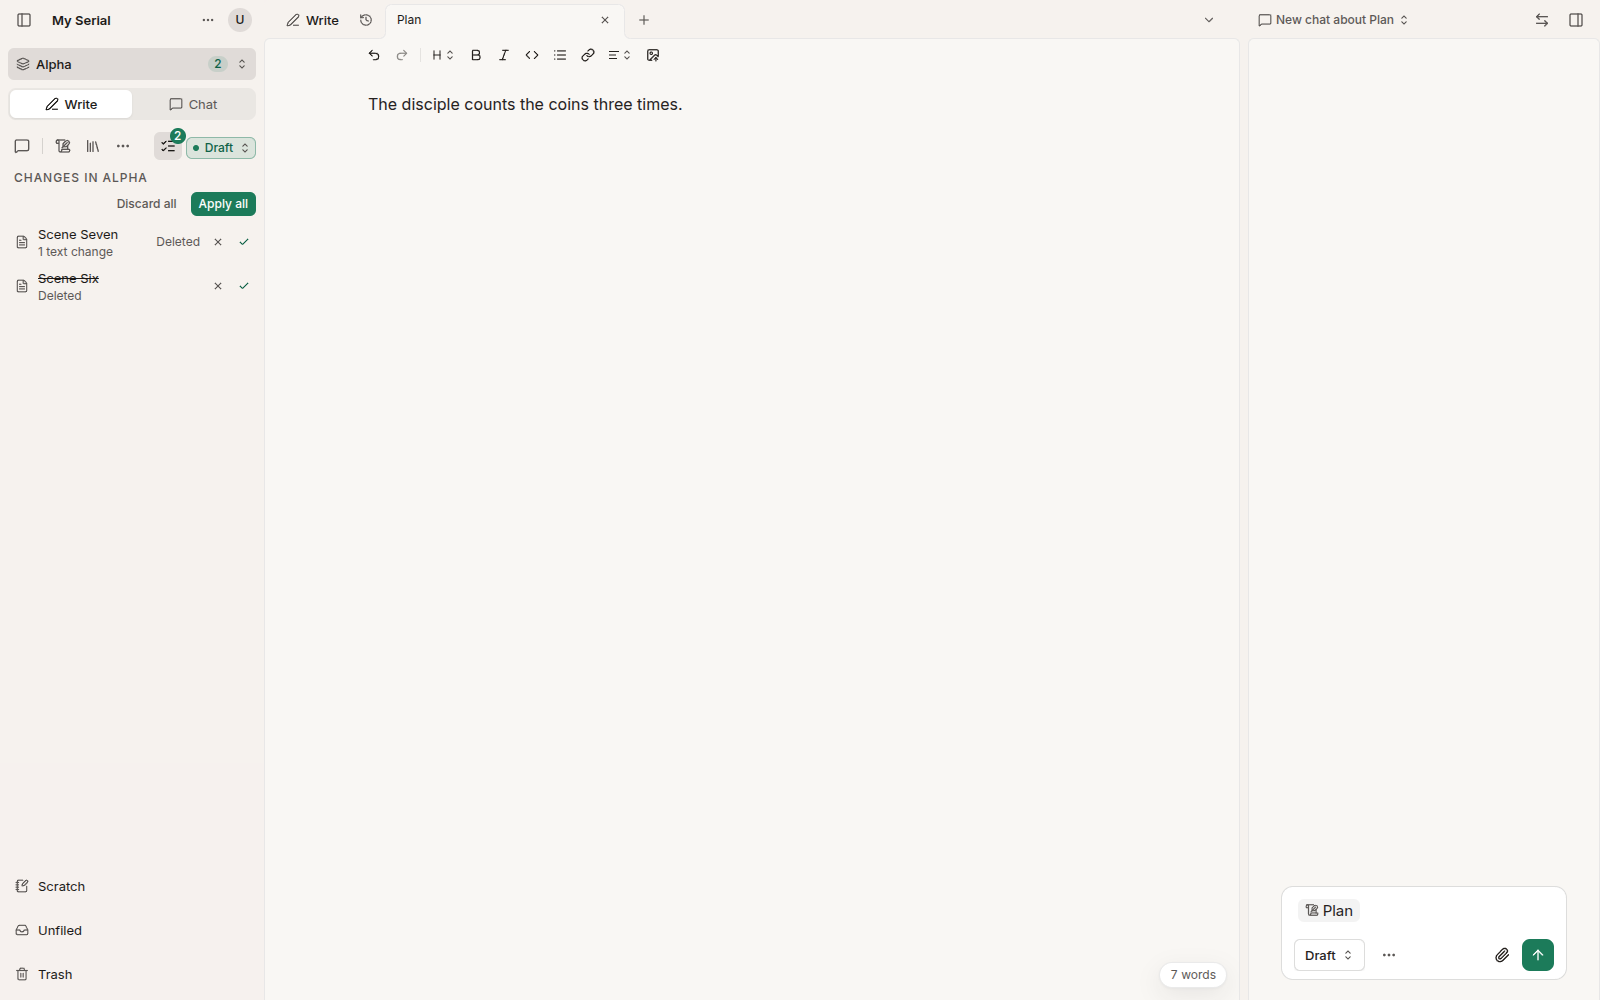 My Serial
U
Write
Plan
New chat about Plan
Alpha
2
Write
Chat
H
B
I
The disciple counts the coins three times.
2
Draft
CHANGES IN ALPHA
Discard all
Apply all
Scene Seven
1 text change
Deleted
Scene Six
Deleted
Scratch
Unfiled
Trash
7 words
Plan
Draft